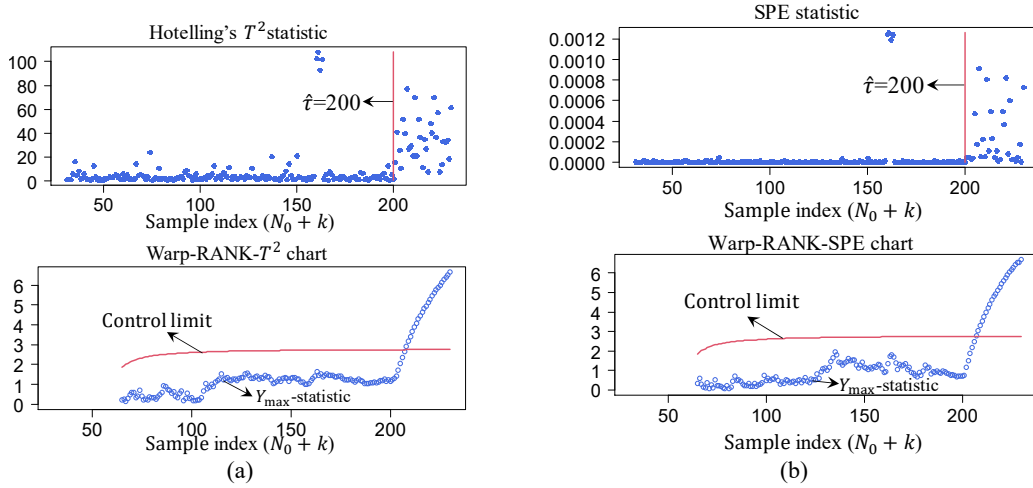 Hotelling's T² statistic
100
80
60
40
20
0
τ̂=200
50 100 150 200
Sample index (N₀ + k)
Warp-RANK-T² chart
6
5
4
3
2
1
0
Control limit
Yₘₐₓ-statistic
50 100 150 200
Sample index (N₀ + k)
(a)
SPE statistic
0.0012
0.0010
0.0008
0.0006
0.0004
0.0002
0.0000
τ̂=200
50 100 150 200
Sample index (N₀ + k)
Warp-RANK-SPE chart
6
5
4
3
2
1
0
Control limit
Yₘₐₓ-statistic
50 100 150 200
Sample index (N₀ + k)
(b)